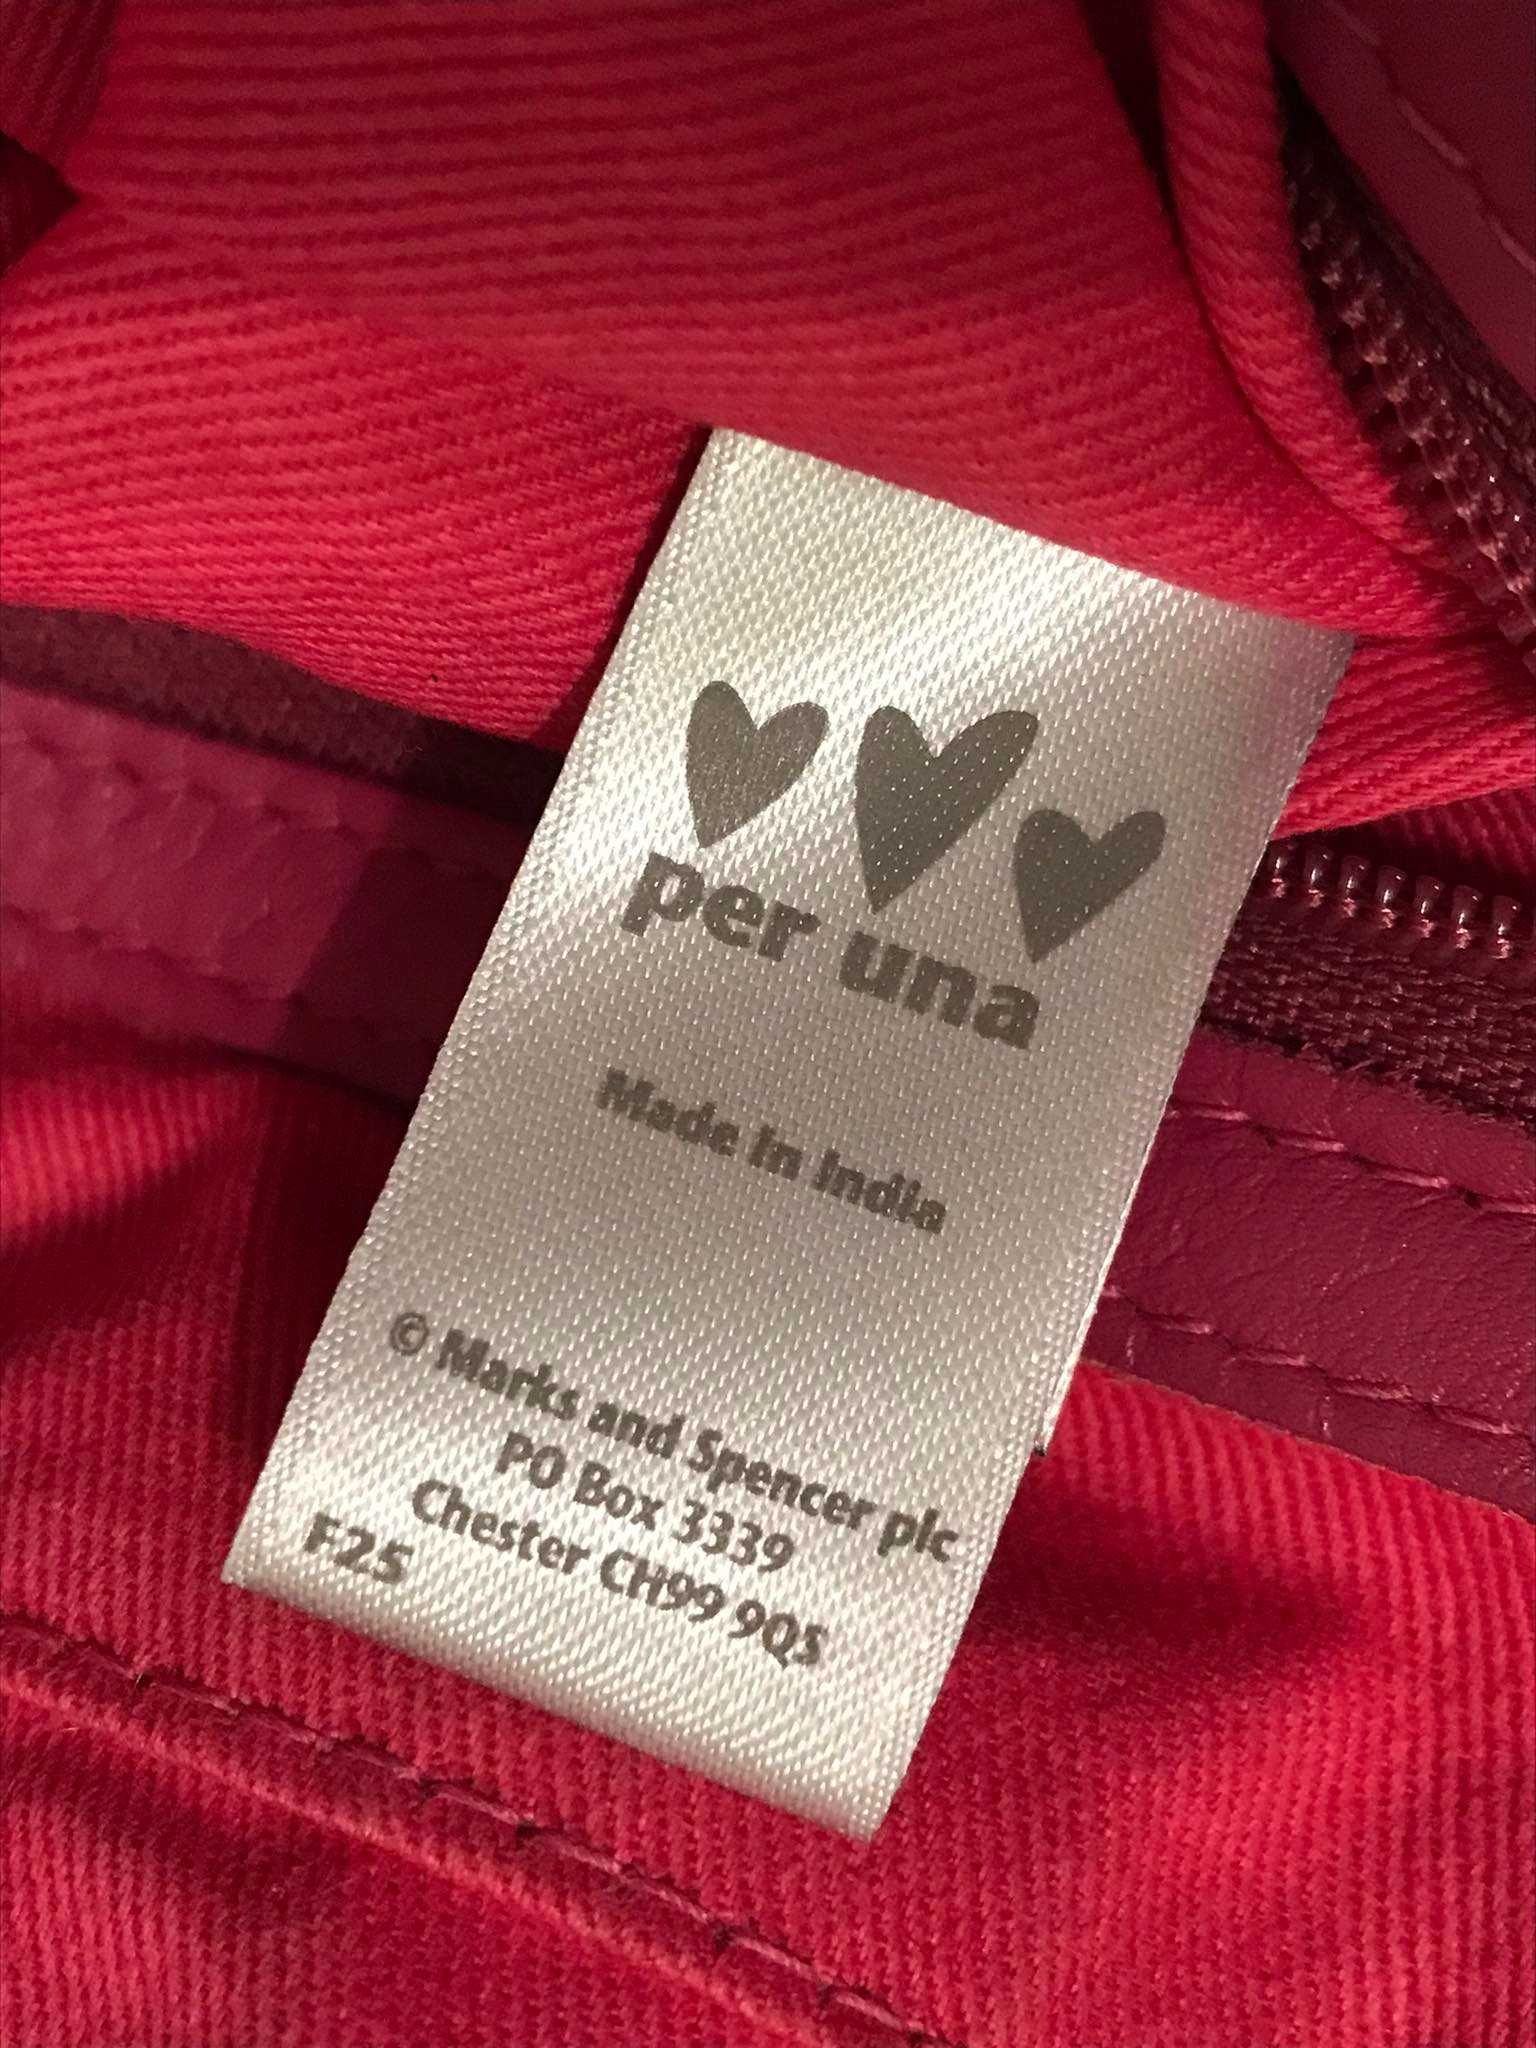 per una
Made in India
© Marks and Spencer plc
PO Box 3339
Chester CH99 9QS
F25